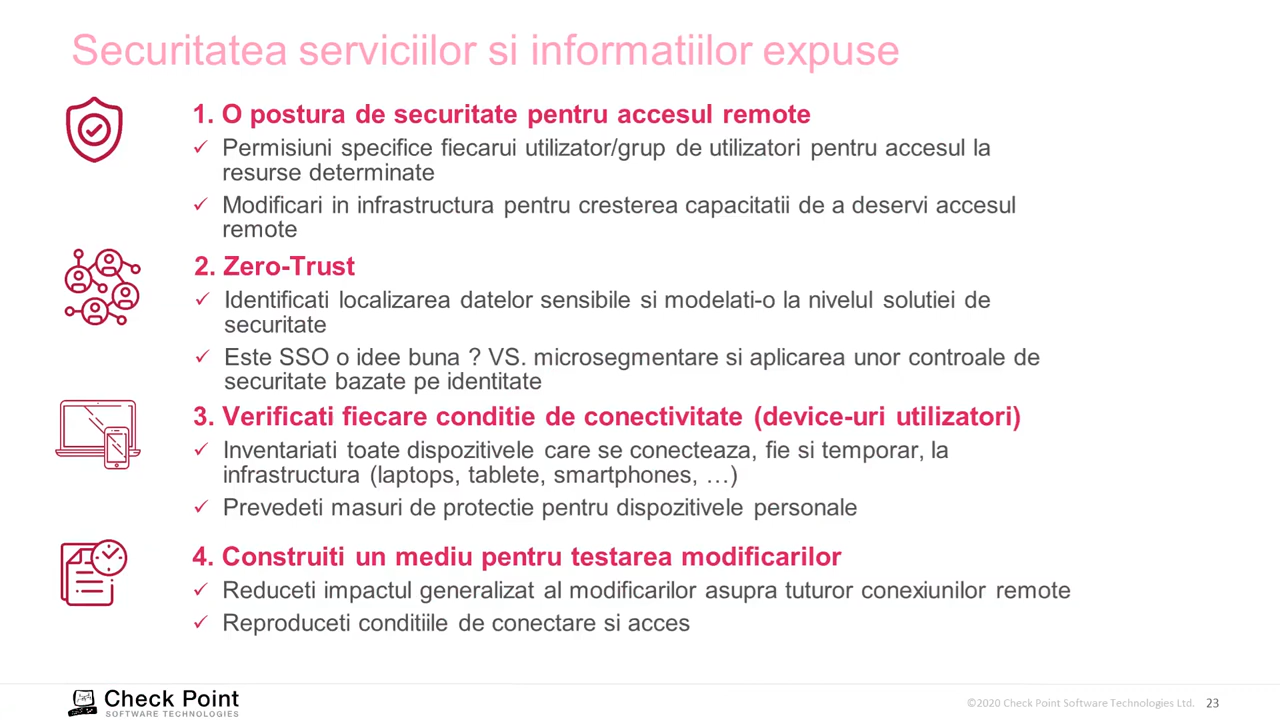 Securitatea serviciilor si informatiilor expuse
1. O postura de securitate pentru accesul remote
✓ Permisiuni specifice fiecarui utilizator/grup de utilizatori pentru accesul la
resurse determinate
✓ Modificari in infrastructura pentru cresterea capacitatii de a deservi accesul
remote
2. Zero-Trust
✓ Identificati localizarea datelor sensibile si modelati-o la nivelul solutiei de
securitate
✓ Este SSO o idee buna ? VS. microsegmentare si aplicarea unor controale de
securitate bazate pe identitate
3. Verificati fiecare conditie de conectivitate (device-uri utilizatori)
✓ Inventariati toate dispozitivele care se conecteaza, fie si temporar, la
infrastructura (laptops, tablete, smartphones, …)
✓ Prevedeti masuri de protectie pentru dispozitivele personale
4. Construiti un mediu pentru testarea modificarilor
✓ Reduceti impactul generalizat al modificarilor asupra tuturor conexiunilor remote
✓ Reproduceti conditiile de conectare si acces
Check Point
SOFTWARE TECHNOLOGIES
©2020 Check Point Software Technologies Ltd. 23